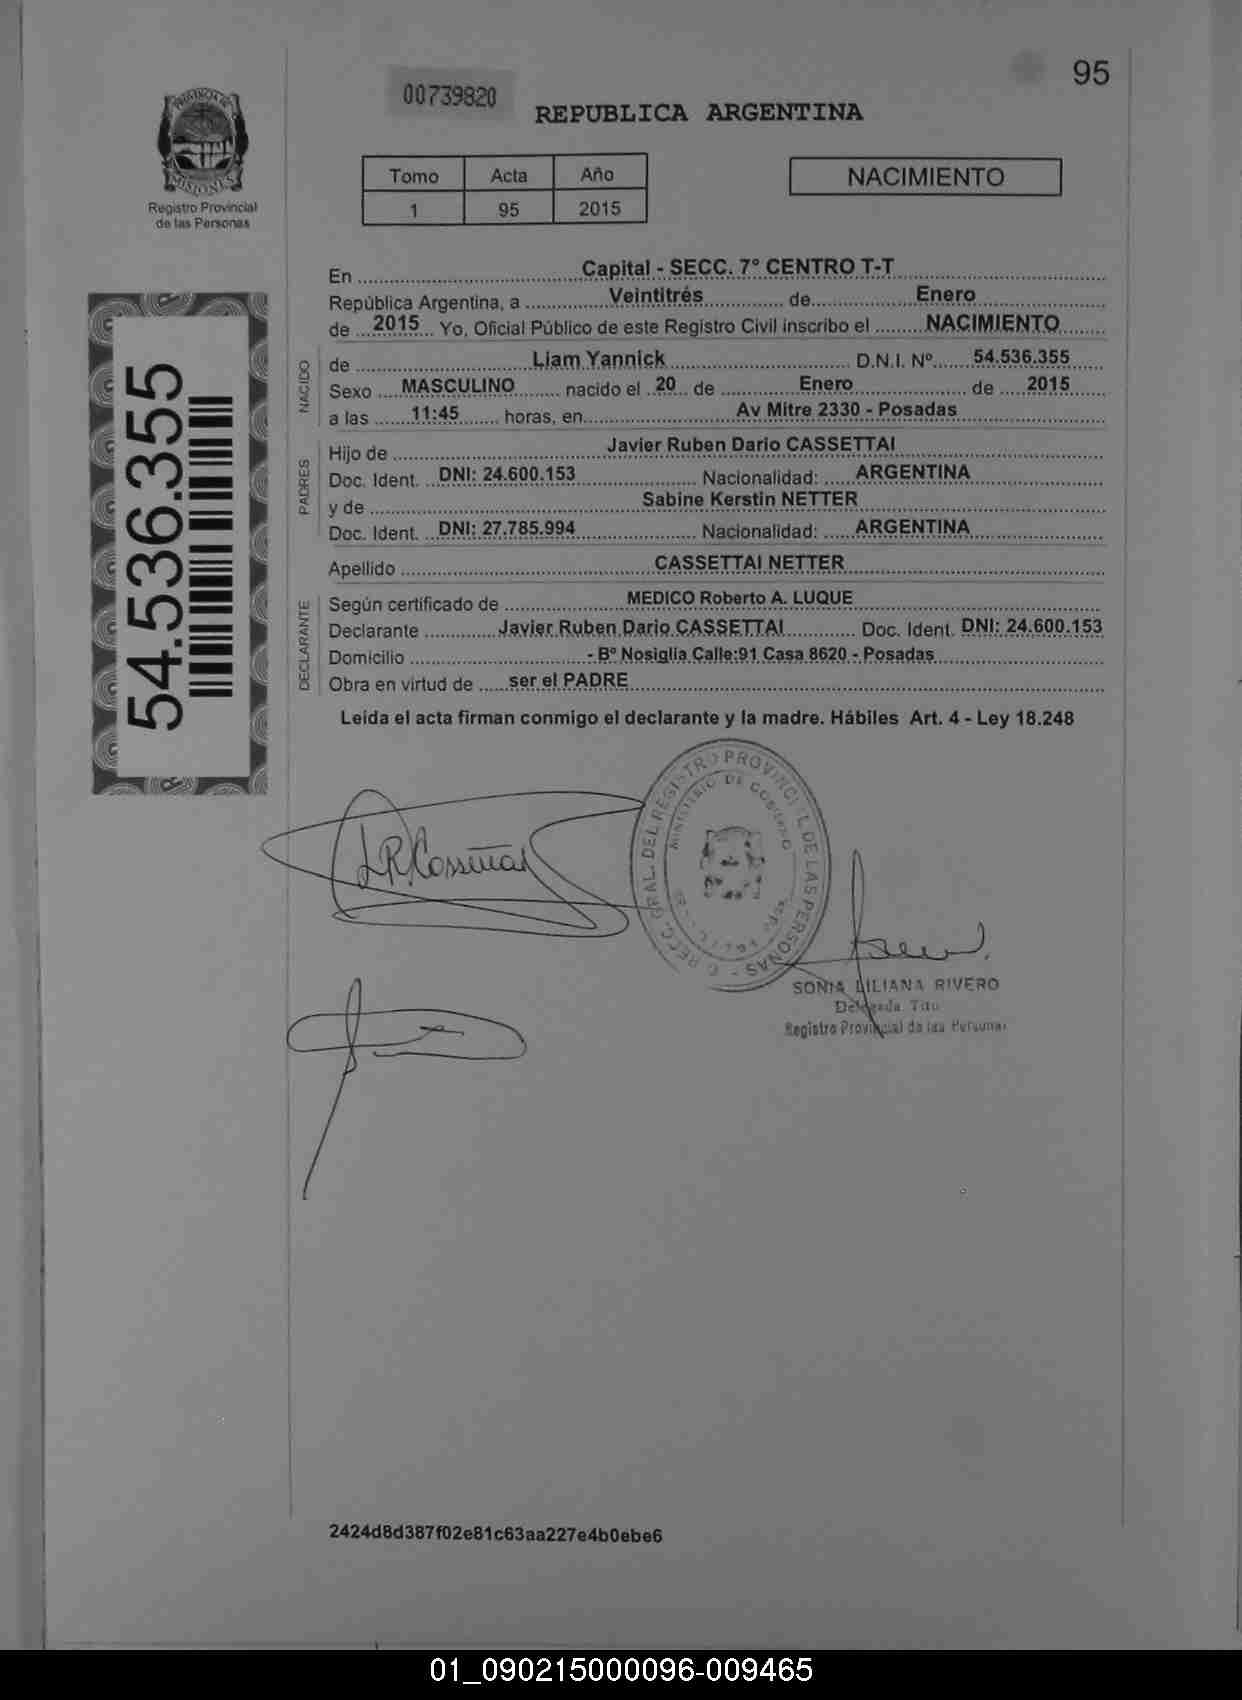 95
00739820
REPUBLICA ARGENTINA
PROVINCIA DE
MISIONES
Registro Provincial
de las Personas
Tomo Acta Año
1 95 2015
NACIMIENTO
En Capital - SECC. 7° CENTRO T-T
República Argentina, a Veintitrés de Enero
de 2015 Yo, Oficial Público de este Registro Civil inscribo el NACIMIENTO
NACIDO
de Liam Yannick D.N.I. Nº 54.536.355
Sexo MASCULINO nacido el 20 de Enero de 2015
a las 11:45 horas, en Av Mitre 2330 - Posadas
PADRES
Hijo de Javier Ruben Dario CASSETTAI
Doc. Ident. DNI: 24.600.153 Nacionalidad: ARGENTINA
y de Sabine Kerstin NETTER
Doc. Ident. DNI: 27.785.994 Nacionalidad: ARGENTINA
Apellido CASSETTAI NETTER
DECLARANTE
Según certificado de MEDICO Roberto A. LUQUE
Declarante Javier Ruben Dario CASSETTAI Doc. Ident. DNI: 24.600.153
Domicilio - Bº Nosiglia Calle:91 Casa 8620 - Posadas
Obra en virtud de ser el PADRE
Leída el acta firman conmigo el declarante y la madre. Hábiles Art. 4 - Ley 18.248
54.536.355
GRAL. DEL REGISTRO PROVINCIAL DE LAS PERSONAS
MINISTERIO DE GOBIERNO
SONIA LILIANA RIVERO
Delegada Titu
Registro Provincial de las Personas
2424d8d387f02e81c63aa227e4b0ebe6
01_090215000096-009465